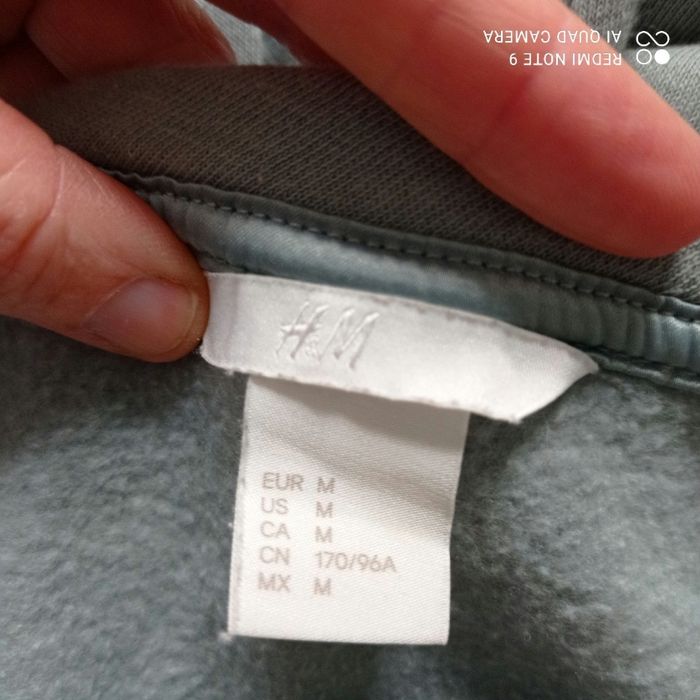 REDMI NOTE 9
AI QUAD CAMERA
H&M
EUR M
US M
CA M
CN 170/96A
MX M